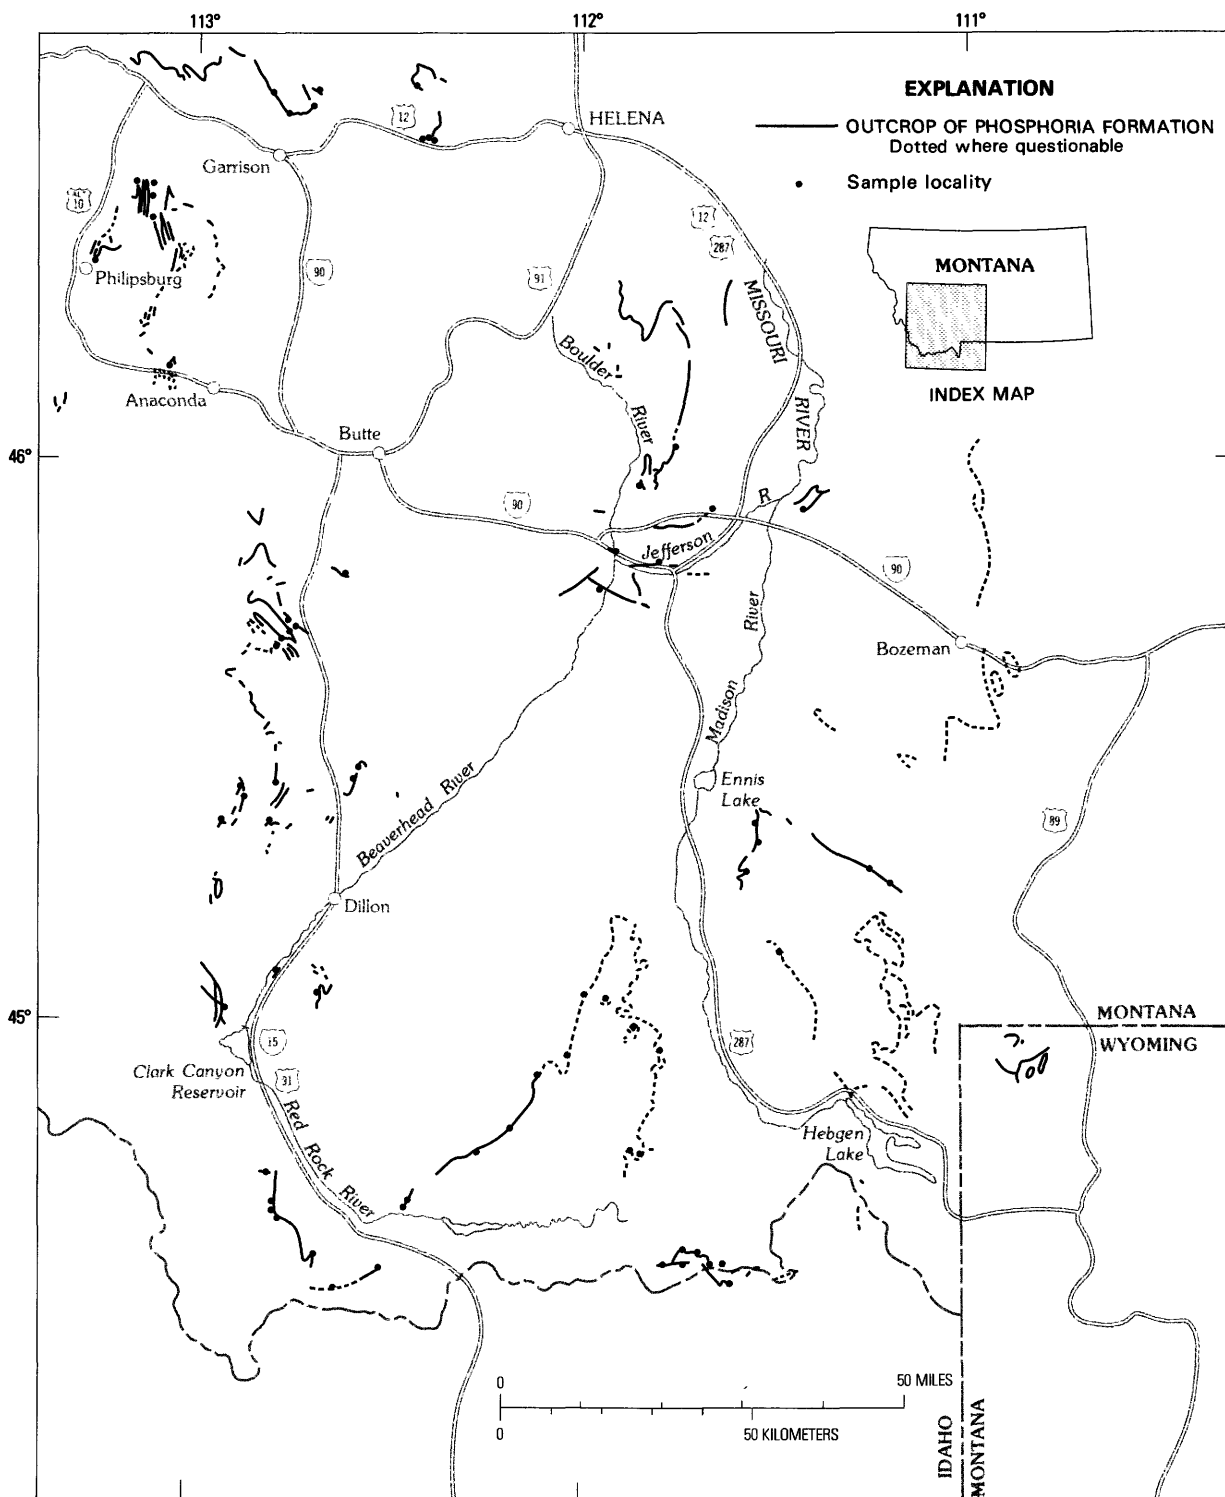 113°
112°
111°
EXPLANATION
OUTCROP OF PHOSPHORIA FORMATION
Dotted where questionable
Sample locality
MONTANA
INDEX MAP
12
HELENA
Garrison
10
12
287
90
91
Philipsburg
MISSOURI
RIVER
Boulder
River
Anaconda
Butte
46°
90
R
Jefferson
90
River
Bozeman
Madison
Ennis
Lake
Beaverhead River
89
Dillon
45°
MONTANA
WYOMING
15
287
Clark Canyon
Reservoir
91
Red Rock
River
Hebgen
Lake
0
50 MILES
0
50 KILOMETERS
IDAHO
MONTANA